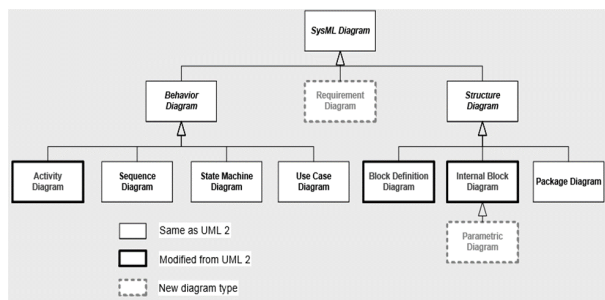 SysML Diagram
Behavior
Diagram
Requirement
Diagram
Structure
Diagram
Activity
Diagram
Sequence
Diagram
State Machine
Diagram
Use Case
Diagram
Block Definition
Diagram
Internal Block
Diagram
Package Diagram
Parametric
Diagram
Same as UML 2
Modified from UML 2
New diagram type